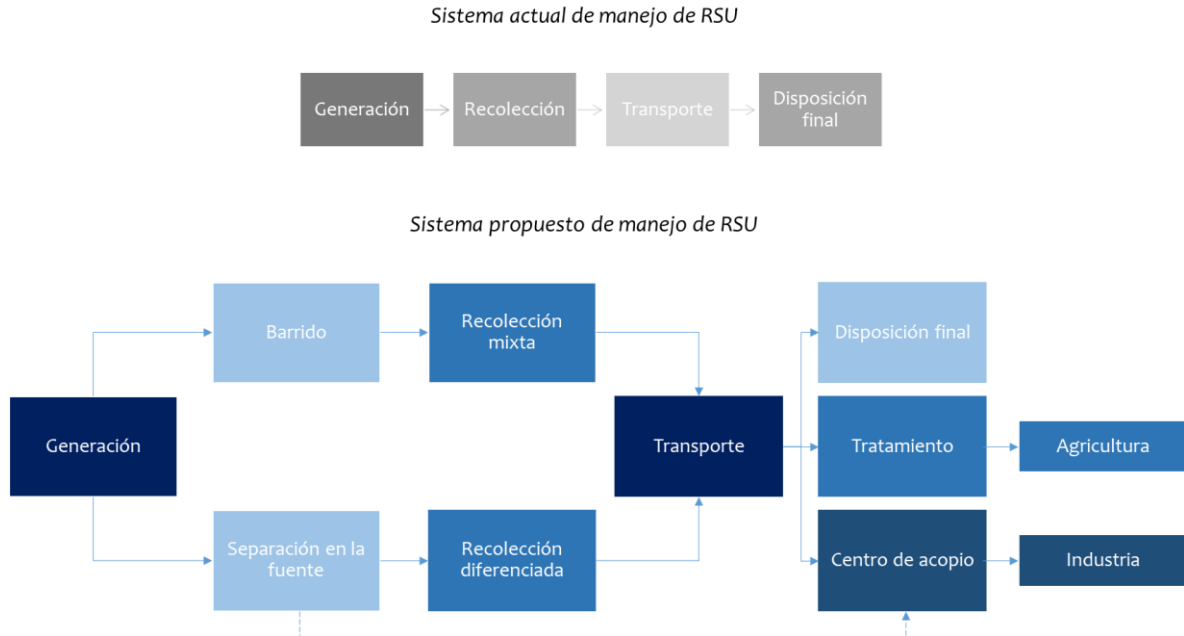 Sistema actual de manejo de RSU
Generación
Recolección
Transporte
Disposición
final
Sistema propuesto de manejo de RSU
Barrido
Recolección
mixta
Disposición final
Generación
Transporte
Tratamiento
Agricultura
Separación en la
fuente
Recolección
diferenciada
Centro de acopio
Industria